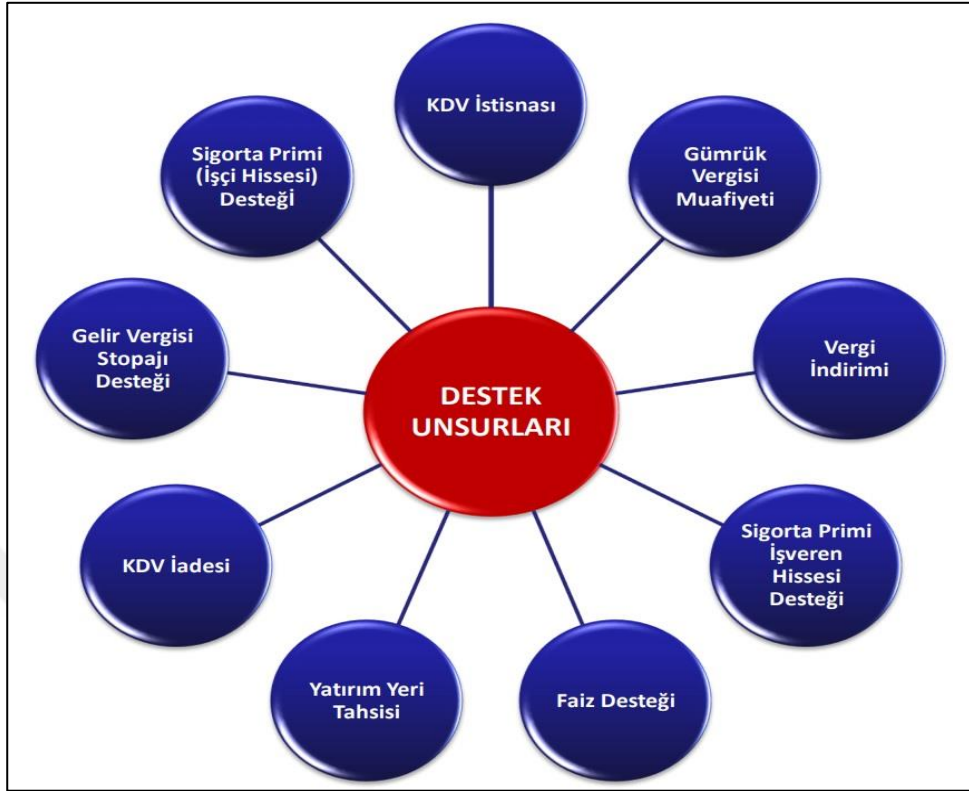 KDV İstisnası
Gümrük
Vergisi
Muafiyeti
Vergi
İndirimi
Sigorta Primi
İşveren
Hissesi
Desteği
Faiz Desteği
Yatırım Yeri
Tahsisi
KDV İadesi
Gelir Vergisi
Stopajı
Desteği
Sigorta Primi
(İşçi Hissesi)
Desteğİ
DESTEK
UNSURLARI